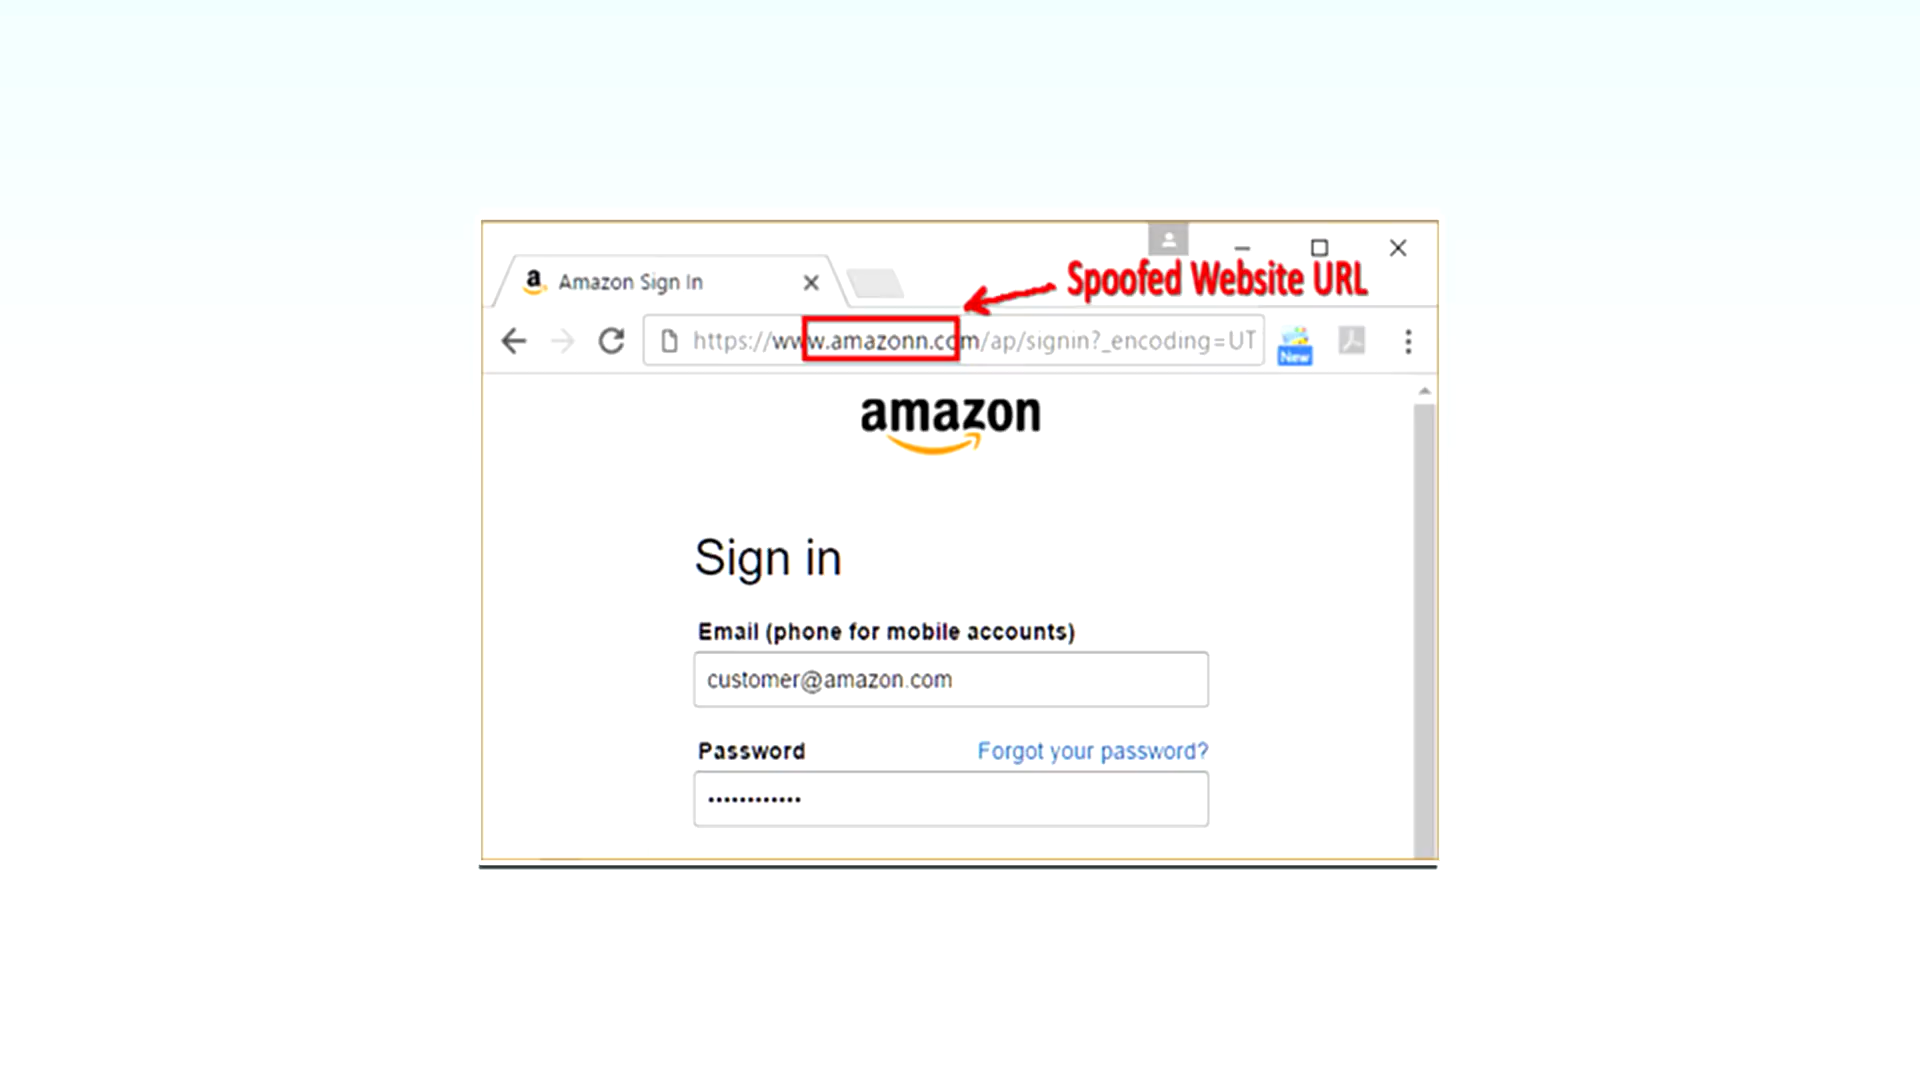 Amazon Sign In
Spoofed Website URL
https://www.amazonn.com/ap/signin?_encoding=UT
New
amazon
Sign in
Email (phone for mobile accounts)
customer@amazon.com
Password Forgot your password?
••••••••••••